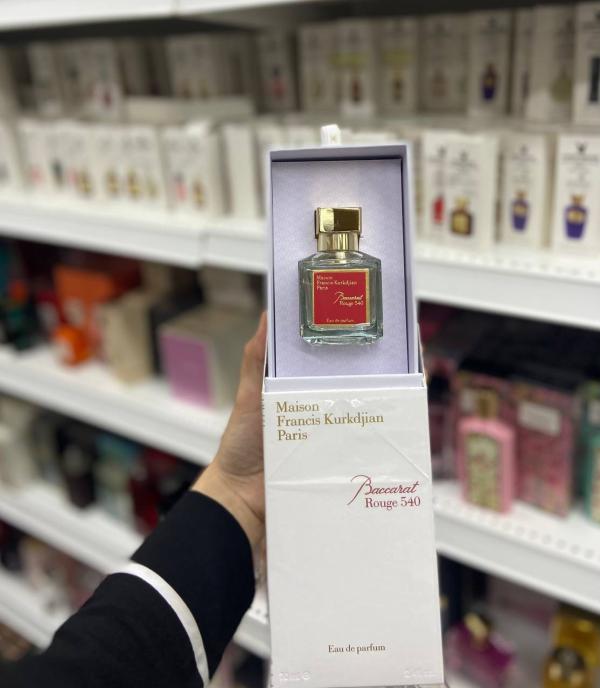 Maison
Francis Kurkdjian
Paris
Baccarat
Rouge 540
Eau de parfum
Maison
Francis Kurkdjian
Paris
Baccarat
Rouge 540
Eau de parfum